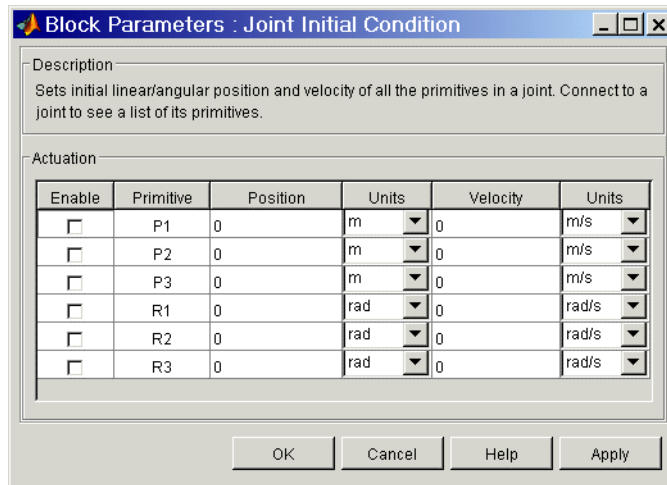 Block Parameters : Joint Initial Condition
Description
Sets initial linear/angular position and velocity of all the primitives in a joint. Connect to a
joint to see a list of its primitives.
Actuation
Enable Primitive Position Units Velocity Units
P1 0 m 0 m/s
P2 0 m 0 m/s
P3 0 m 0 m/s
R1 0 rad 0 rad/s
R2 0 rad 0 rad/s
R3 0 rad 0 rad/s
OK Cancel Help Apply